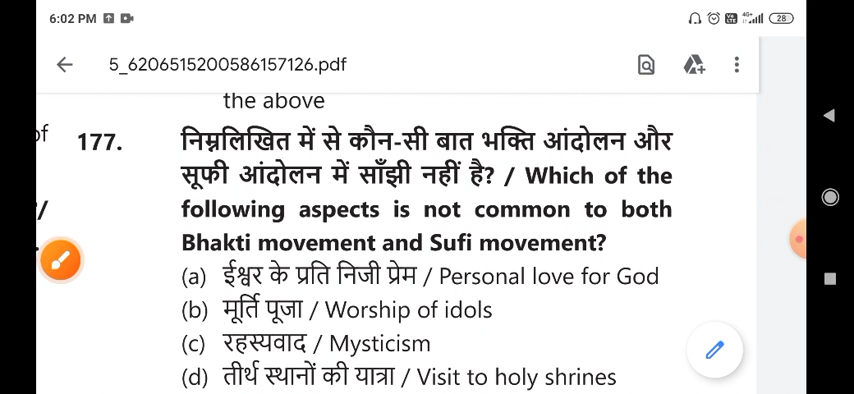 6:02 PM 28
5_6206515200586157126.pdf
the above
of
177. निम्नलिखित में से कौन-सी बात भक्ति आंदोलन और
सूफी आंदोलन में साँझी नहीं है? / Which of the
/
following aspects is not common to both
Bhakti movement and Sufi movement?
(a) ईश्वर के प्रति निजी प्रेम / Personal love for God
(b) मूर्ति पूजा / Worship of idols
(c) रहस्यवाद / Mysticism
(d) तीर्थ स्थानों की यात्रा / Visit to holy shrines